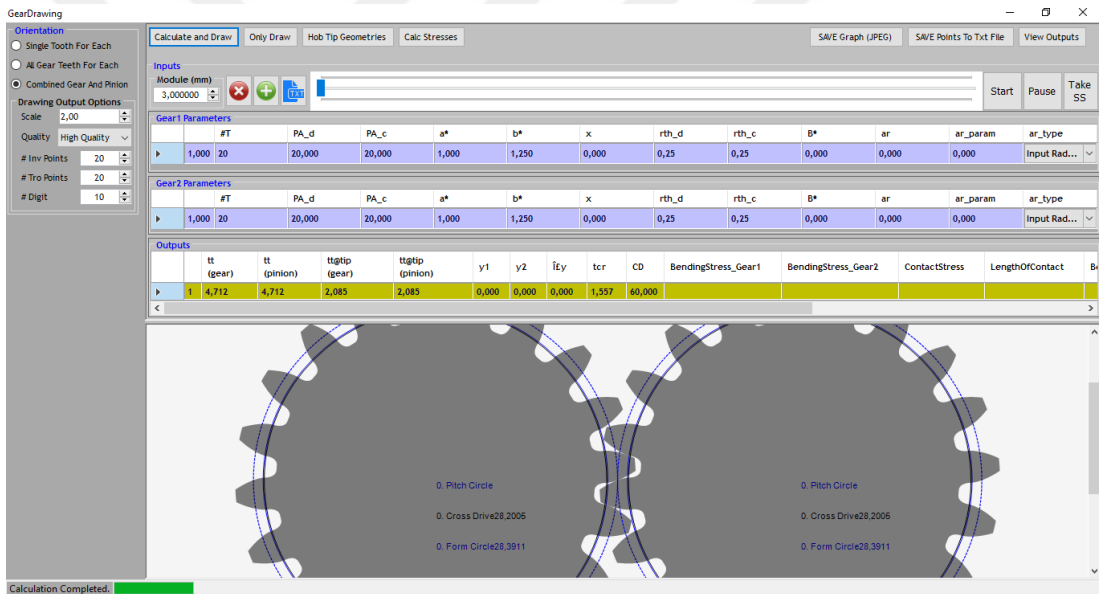 GearDrawing
Orientation
Single Tooth For Each
All Gear Teeth For Each
Combined Gear And Pinion
Drawing Output Options
Scale 2,00
Quality High Quality
# Inv Points 20
# Tro Points 20
# Digit 10
Calculate and Draw Only Draw Hob Tip Geometries Calc Stresses SAVE Graph (JPEG) SAVE Points To Txt File View Outputs
Inputs
Module (mm)
3,000000 TXT Start Pause Take SS
Gear1 Parameters
#T PA_d PA_c a* b* x rth_d rth_c B* ar ar_param ar_type
1,000 20 20,000 20,000 1,000 1,250 0,000 0,25 0,25 0,000 0,000 0,000 Input Rad...
Gear2 Parameters
#T PA_d PA_c a* b* x rth_d rth_c B* ar ar_param ar_type
1,000 20 20,000 20,000 1,000 1,250 0,000 0,25 0,25 0,000 0,000 0,000 Input Rad...
Outputs
tt (gear) tt (pinion) tt@tip (gear) tt@tip (pinion) y1 y2 Î£y tcr CD BendingStress_Gear1 BendingStress_Gear2 ContactStress LengthOfContact Be
1 4,712 4,712 2,085 2,085 0,000 0,000 0,000 1,557 60,000
0. Pitch Circle 0. Pitch Circle
0. Cross Drive28,2005 0. Cross Drive28,2005
0. Form Circle28,3911 0. Form Circle28,3911
Calculation Completed.